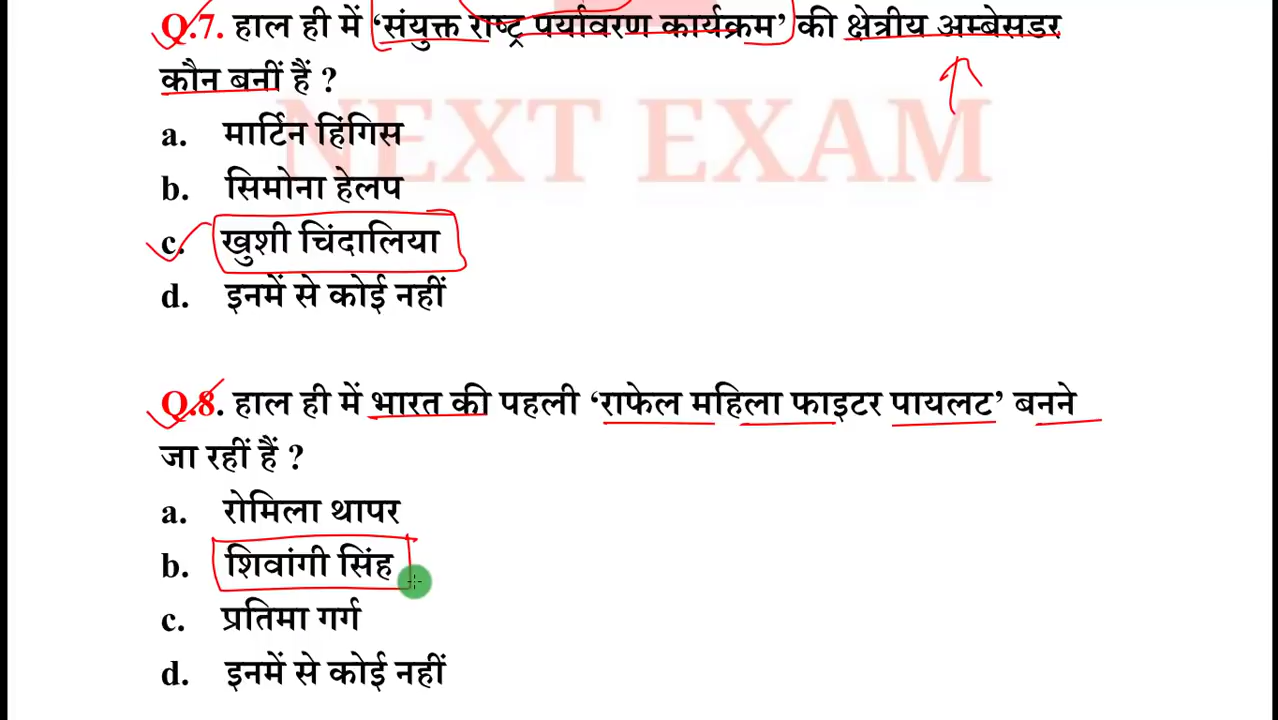 Q.7. हाल ही में ‘संयुक्त राष्ट्र पर्यावरण कार्यक्रम’ की क्षेत्रीय अम्बेसडर
कौन बनीं हैं ?
NEXT EXAM
a. मार्टिन हिंगिस
b. सिमोना हेलप
c. खुशी चिंदालिया
d. इनमें से कोई नहीं
Q.8. हाल ही में भारत की पहली ‘राफेल महिला फाइटर पायलट’ बनने
जा रहीं हैं ?
a. रोमिला थापर
b. शिवांगी सिंह
c. प्रतिमा गर्ग
d. इनमें से कोई नहीं